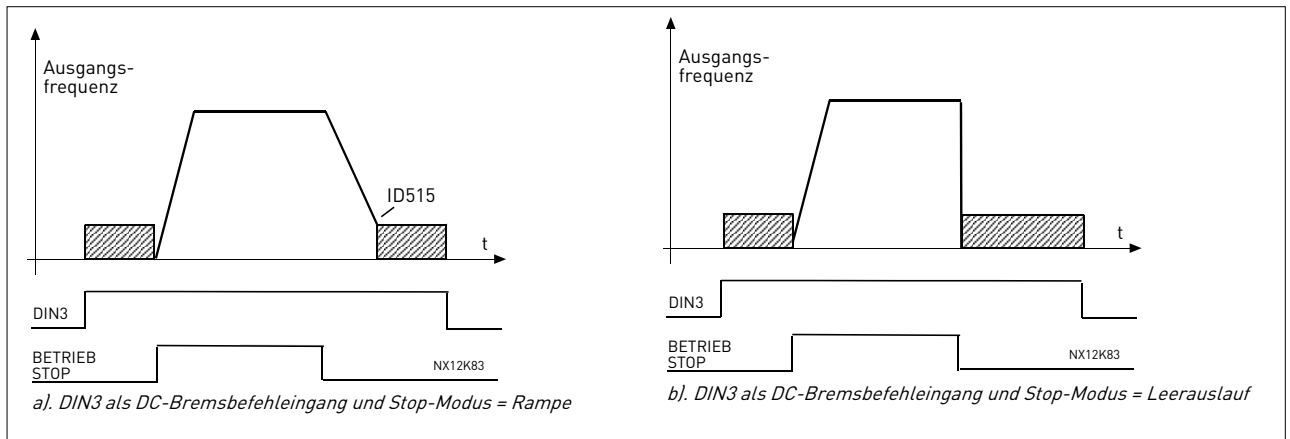 Ausgangs-
frequenz
ID515
t
DIN3
BETRIEB
STOP
NX12K83
a). DIN3 als DC-Bremsbefehleingang und Stop-Modus = Rampe
Ausgangs-
frequenz
t
DIN3
BETRIEB
STOP
NX12K83
b). DIN3 als DC-Bremsbefehleingang und Stop-Modus = Leerauslauf